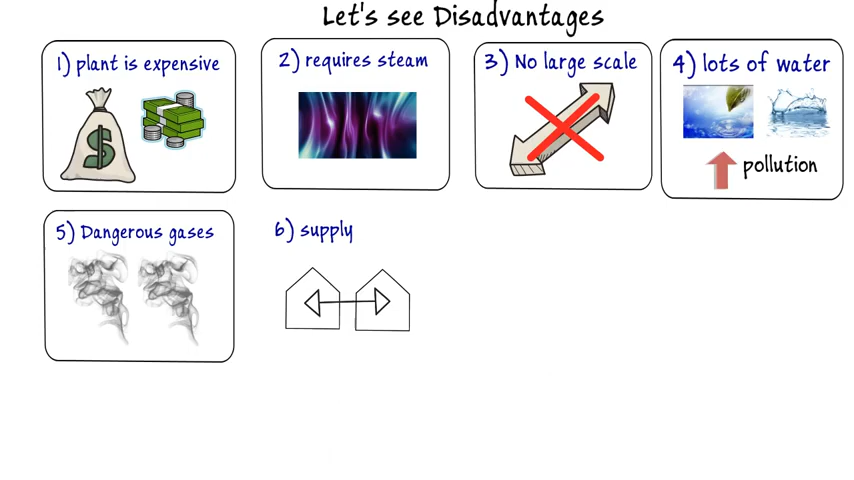 Let's see Disadvantages
1) plant is expensive
2) requires steam
3) No large scale
4) lots of water
$
pollution
5) Dangerous gases
6) supply